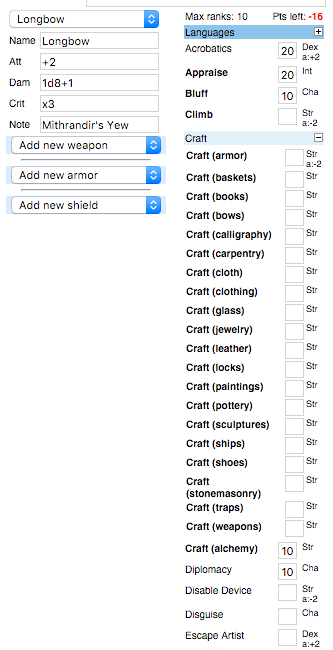 Longbow
Name Longbow
Att +2
Dam 1d8+1
Crit x3
Note Mithrandir's Yew
Add new weapon
Add new armor
Add new shield
Max ranks: 10 Pts left: -16
Languages +
Acrobatics 20 Dex
a:+2
Appraise 20 Int
Bluff 10 Cha
Climb Str
a:-2
Craft −
Craft (armor) Str
a:-2
Craft (baskets) Str
Craft (books) Str
Craft (bows) Str
Craft (calligraphy) Str
Craft (carpentry) Str
Craft (cloth) Str
Craft (clothing) Str
Craft (glass) Str
Craft (jewelry) Str
Craft (leather) Str
Craft (locks) Str
Craft (paintings) Str
Craft (pottery) Str
Craft (sculptures) Str
Craft (ships) Str
Craft (shoes) Str
Craft Str
(stonemasonry)
Craft (traps) Str
Craft (weapons) Str
Craft (alchemy) 10 Str
Diplomacy 10 Cha
Disable Device Str
a:-2
Disguise Cha
Escape Artist Dex
a:+2